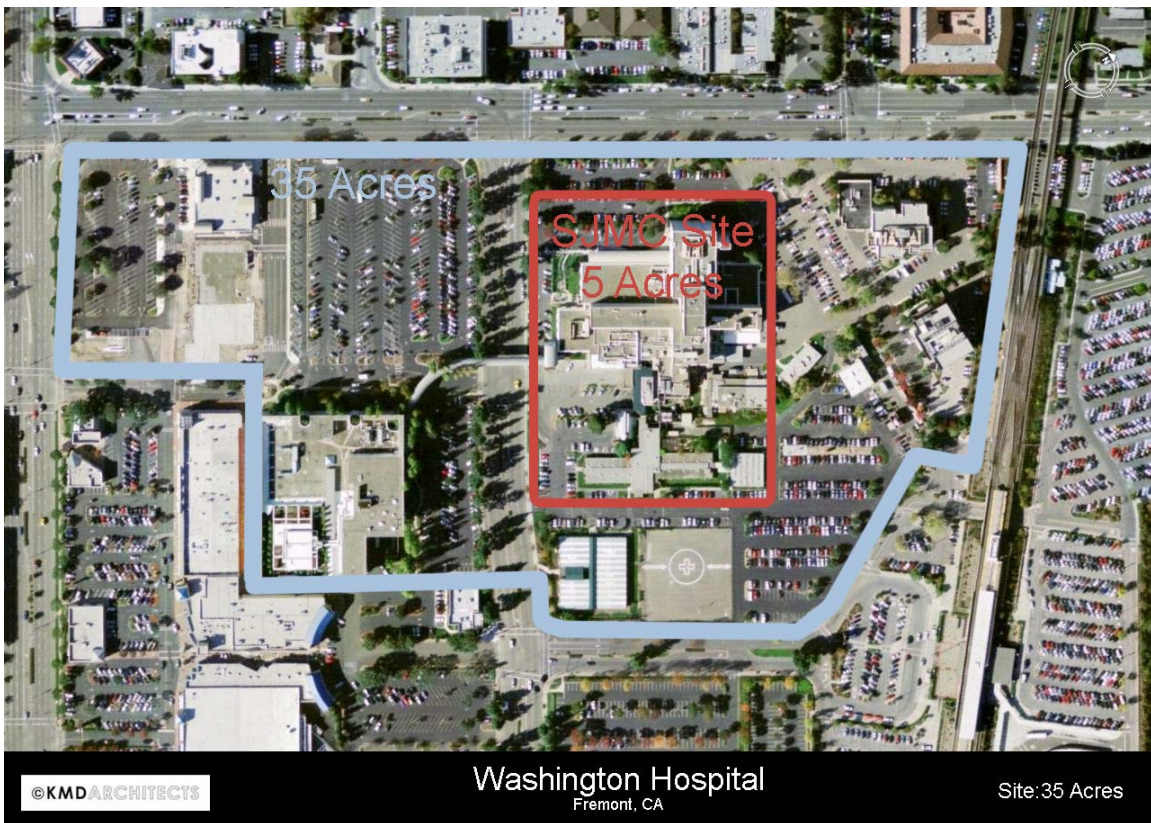 35 Acres
SJMC Site
5 Acres
©KMDARCHITECTS
Washington Hospital
Fremont, CA
Site:35 Acres